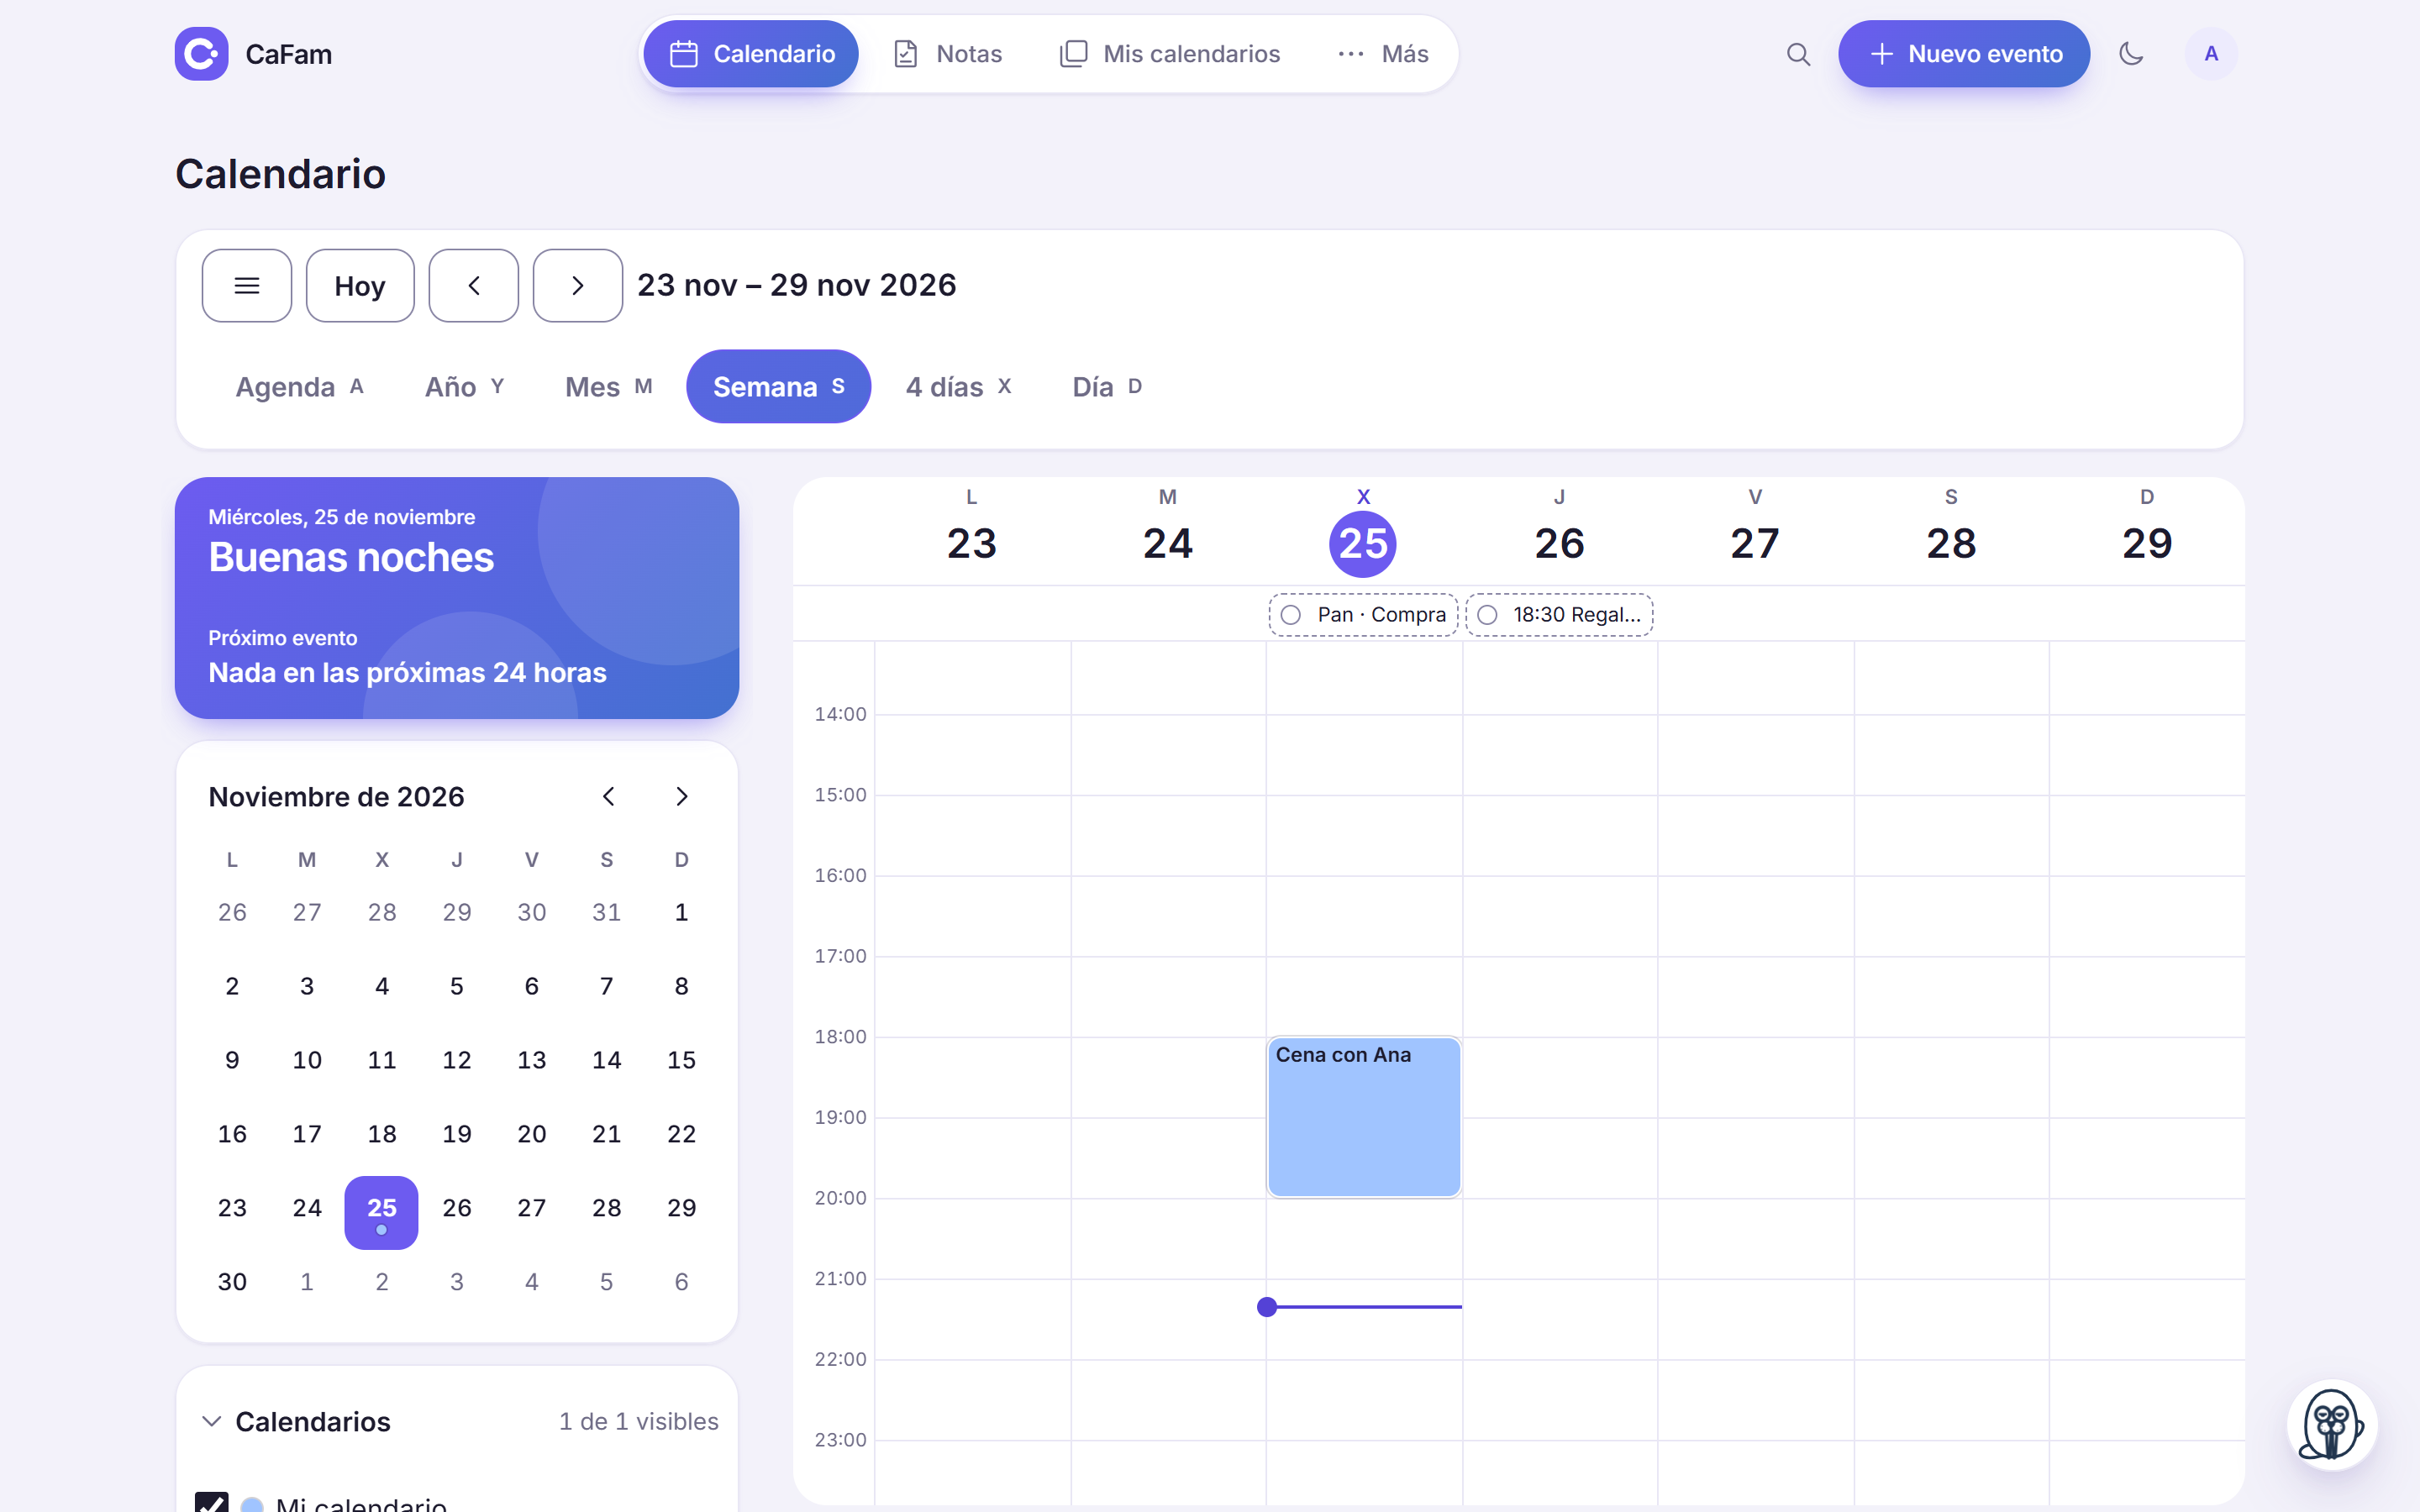 CaFam
Calendario
Notas
Mis calendarios
Más
Nuevo evento
A
Calendario
Hoy
23 nov – 29 nov 2026
Agenda A
Año Y
Mes M
Semana S
4 días X
Día D
Miércoles, 25 de noviembre
Buenas noches
Próximo evento
Nada en las próximas 24 horas
Noviembre de 2026
L M X J V S D
26 27 28 29 30 31 1
2 3 4 5 6 7 8
9 10 11 12 13 14 15
16 17 18 19 20 21 22
23 24 25 26 27 28 29
30 1 2 3 4 5 6
Calendarios
1 de 1 visibles
Mi calendario
L M X J V S D
23 24 25 26 27 28 29
Pan · Compra
18:30 Regal...
14:00
15:00
16:00
17:00
18:00
Cena con Ana
19:00
20:00
21:00
22:00
23:00